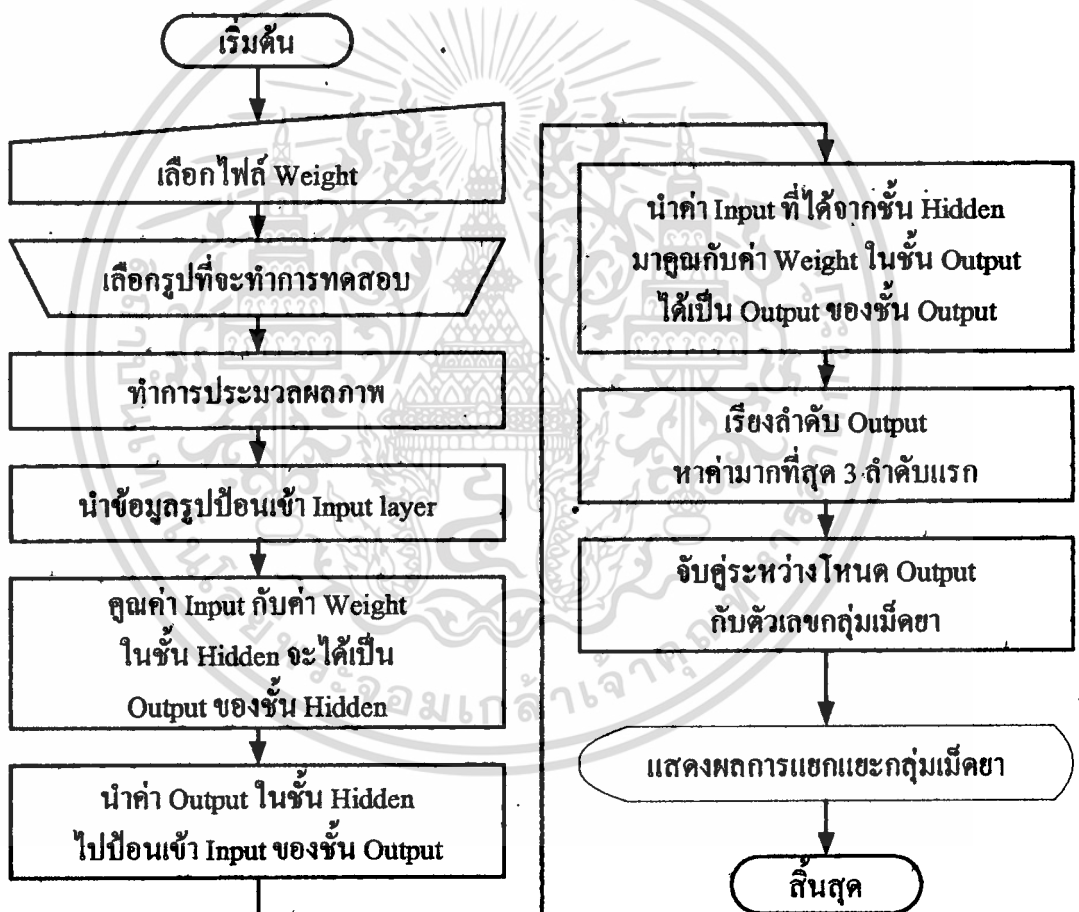 เริ่มต้น
เลือกไฟล์ Weight
เลือกรูปที่จะทำการทดสอบ
ทำการประมวลผลภาพ
นำข้อมูลรูปป้อนเข้า Input layer
คูณค่า Input กับค่า Weight
ในชั้น Hidden จะได้เป็น
Output ของชั้น Hidden
นำค่า Output ในชั้น Hidden
ไปป้อนเข้า Input ของชั้น Output
นำค่า Input ที่ได้จากชั้น Hidden
มาคูณกับค่า Weight ในชั้น Output
ได้เป็น Output ของชั้น Output
เรียงลำดับ Output
หาค่ามากที่สุด 3 ลำดับแรก
จับคู่ระหว่างโหนด Output
กับตัวเลขกลุ่มเม็ดยา
แสดงผลการแยกแยะกลุ่มเม็ดยา
สิ้นสุด